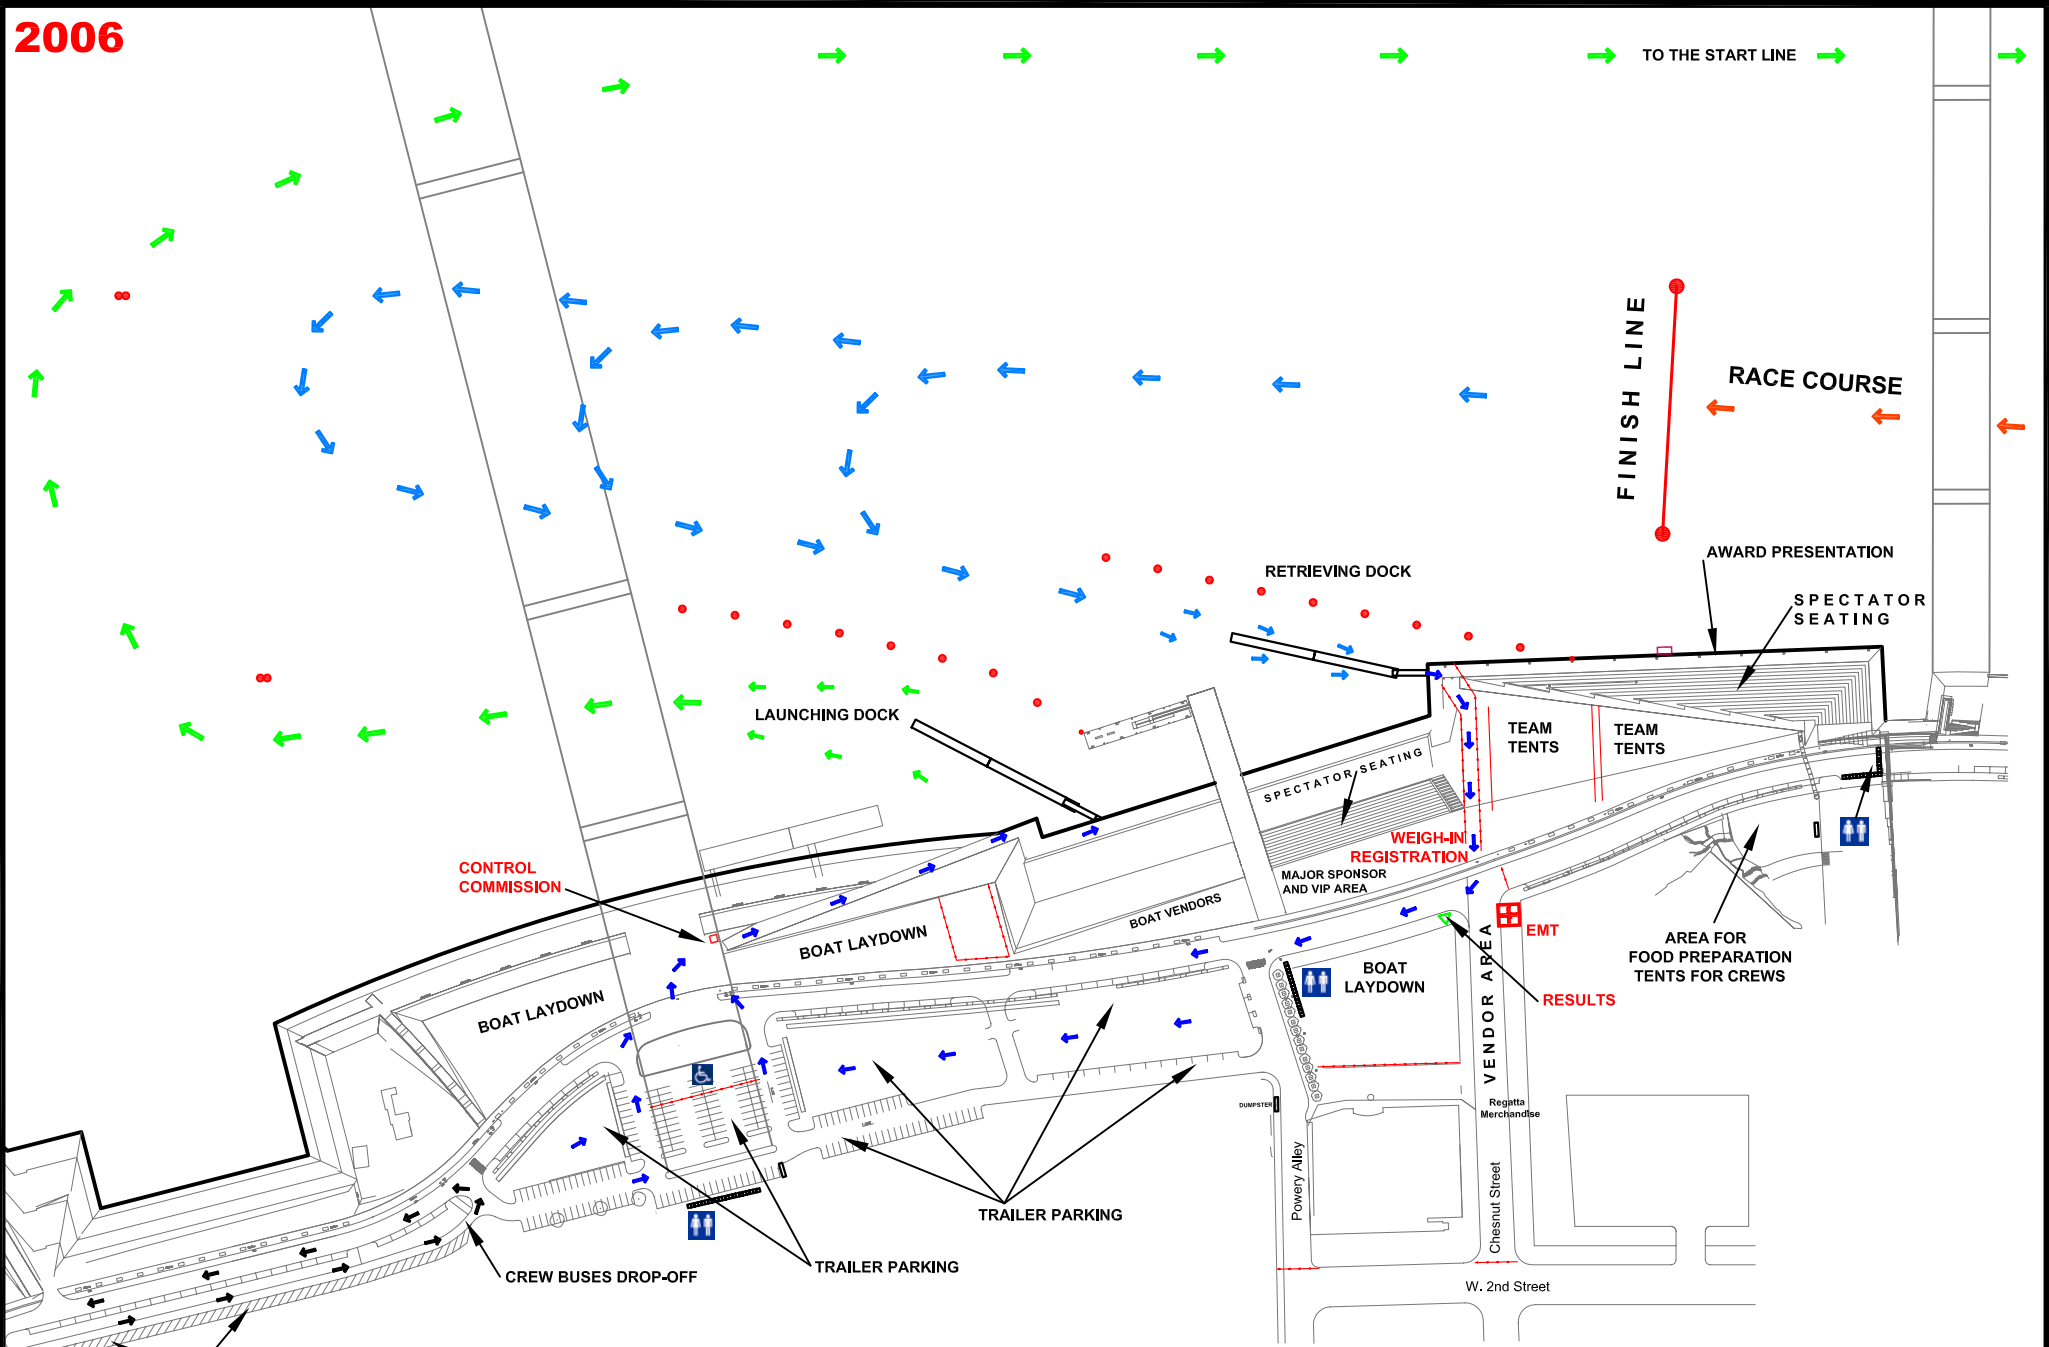 2006
TO THE START LINE
FINISH LINE
RACE COURSE
AWARD PRESENTATION
RETRIEVING DOCK
SPECTATOR
SEATING
LAUNCHING DOCK
TEAM
TENTS
TEAM
TENTS
SPECTATOR SEATING
WEIGH-IN
REGISTRATION
CONTROL
COMMISSION
MAJOR SPONSOR
AND VIP AREA
BOAT VENDORS
BOAT LAYDOWN
BOAT LAYDOWN
BOAT
LAYDOWN
VENDOR AREA
EMT
RESULTS
AREA FOR
FOOD PREPARATION
TENTS FOR CREWS
DUMPSTER
Regatta
Merchandise
Powery Alley
Chesnut Street
TRAILER PARKING
TRAILER PARKING
CREW BUSES DROP-OFF
W. 2nd Street